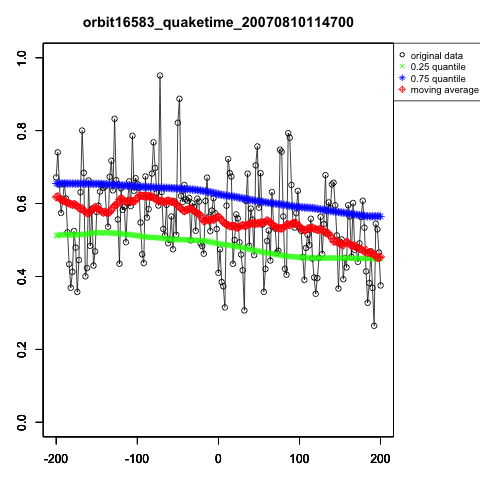 orbit16583_quaketime_20070810114700
original data
0.25 quantile
0.75 quantile
moving average
1.0
0.8
0.6
0.4
0.2
0.0
-200 -100 0 100 200